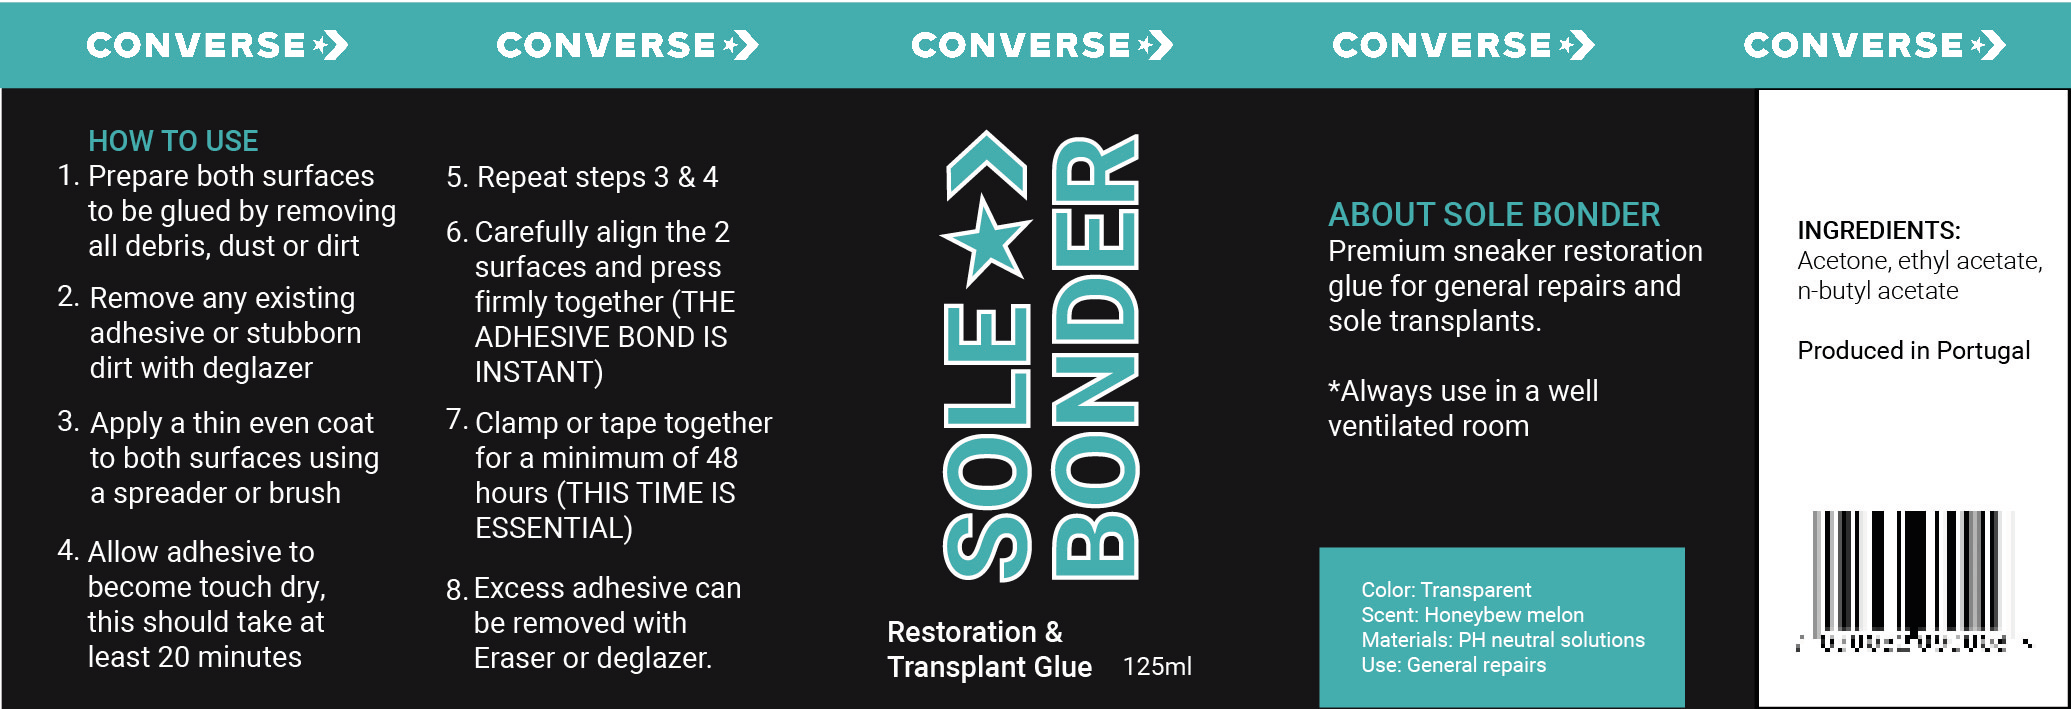 CONVERSE
CONVERSE
CONVERSE
CONVERSE
CONVERSE
HOW TO USE
1. Prepare both surfaces
to be glued by removing
all debris, dust or dirt
2. Remove any existing
adhesive or stubborn
dirt with deglazer
3. Apply a thin even coat
to both surfaces using
a spreader or brush
4. Allow adhesive to
become touch dry,
this should take at
least 20 minutes
5. Repeat steps 3 & 4
6. Carefully align the 2
surfaces and press
firmly together (THE
ADHESIVE BOND IS
INSTANT)
7. Clamp or tape together
for a minimum of 48
hours (THIS TIME IS
ESSENTIAL)
8. Excess adhesive can
be removed with
Eraser or deglazer.
SOLE
BONDER
Restoration &
Transplant Glue 125ml
ABOUT SOLE BONDER
Premium sneaker restoration
glue for general repairs and
sole transplants.
*Always use in a well
ventilated room
Color: Transparent
Scent: Honeybew melon
Materials: PH neutral solutions
Use: General repairs
INGREDIENTS:
Acetone, ethyl acetate,
n-butyl acetate
Produced in Portugal